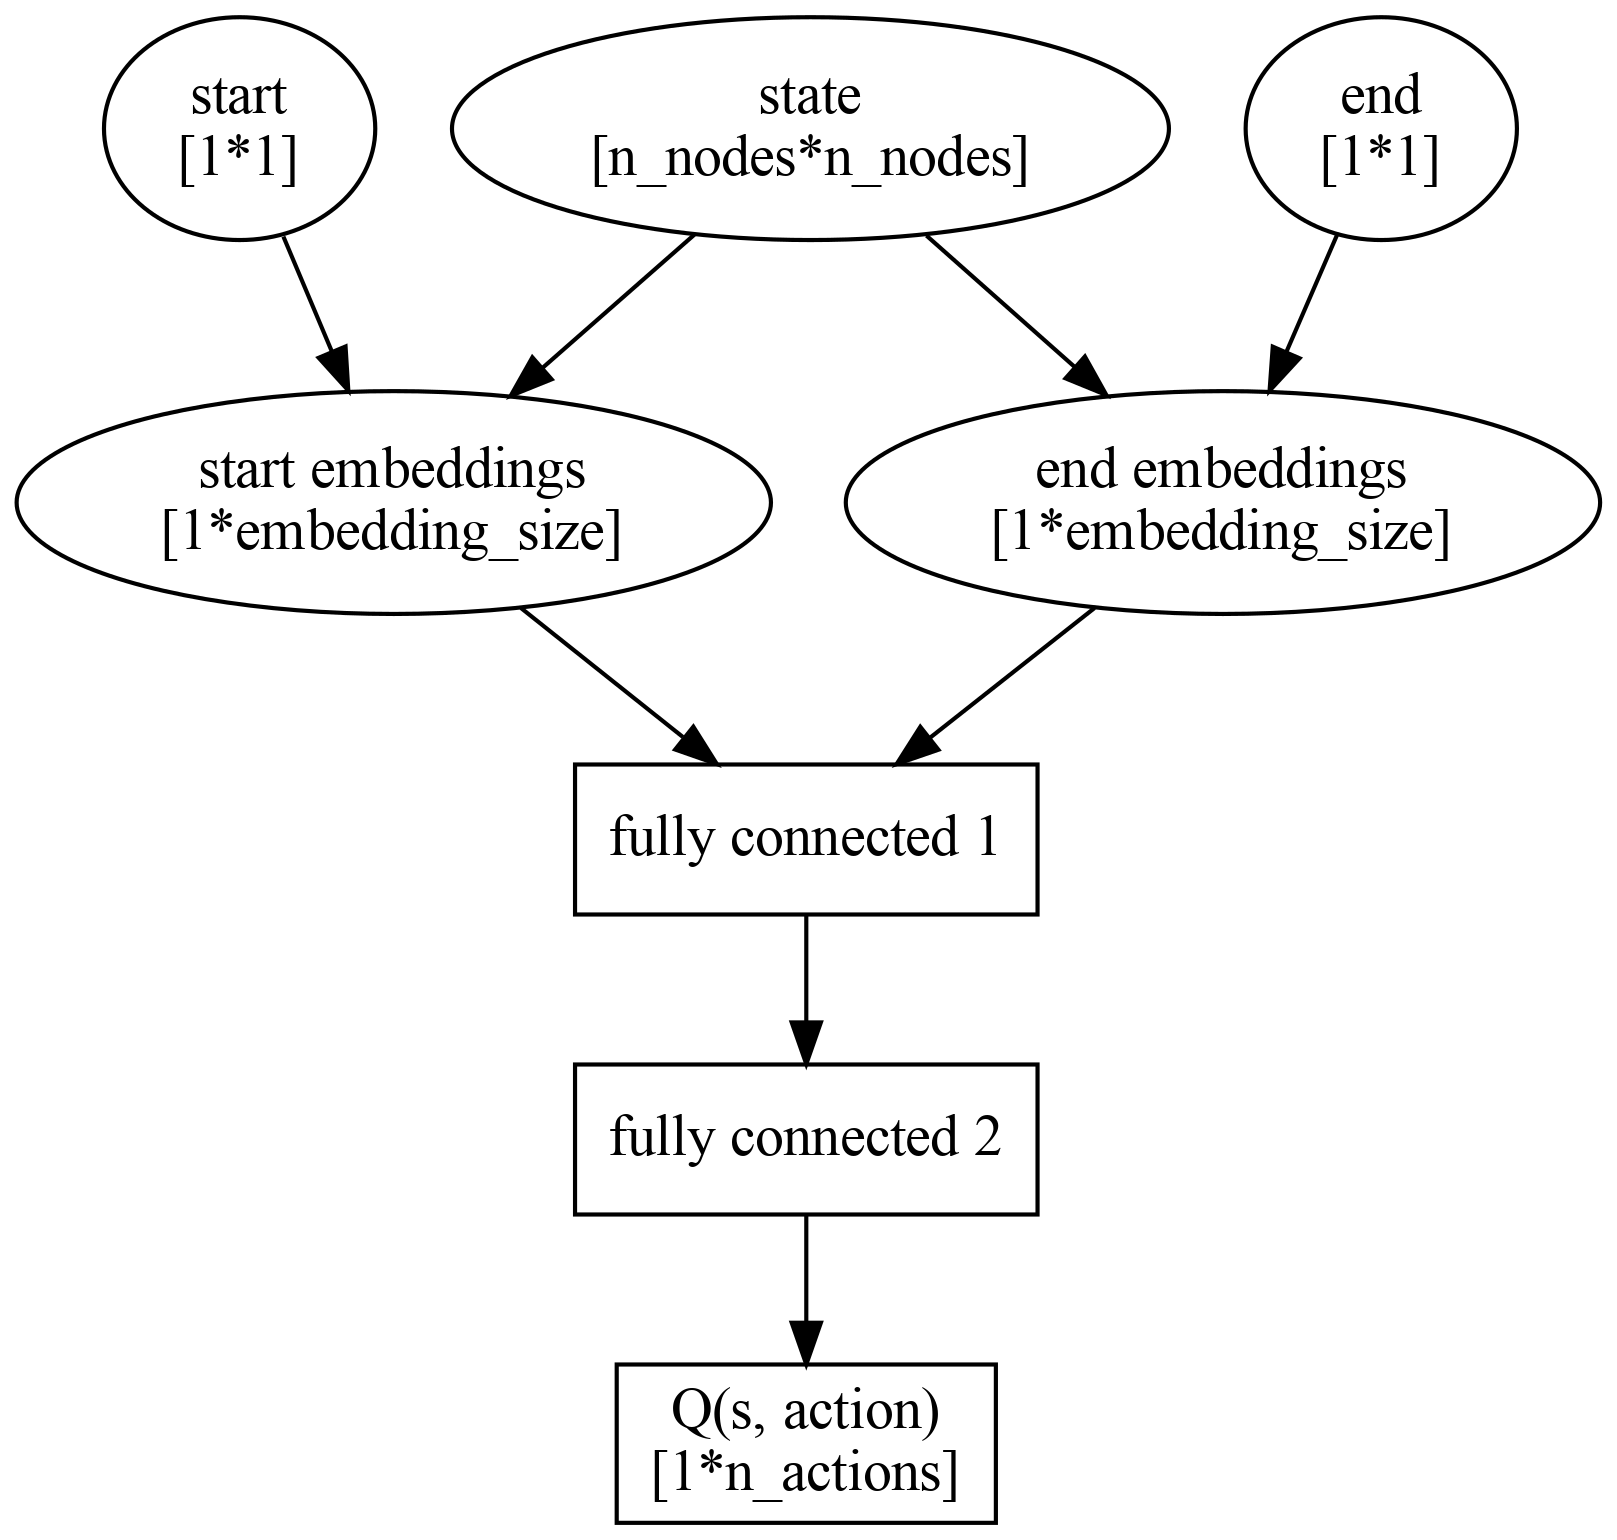 start
[1*1]
state
[n_nodes*n_nodes]
end
[1*1]
start embeddings
[1*embedding_size]
end embeddings
[1*embedding_size]
fully connected 1
fully connected 2
Q(s, action)
[1*n_actions]